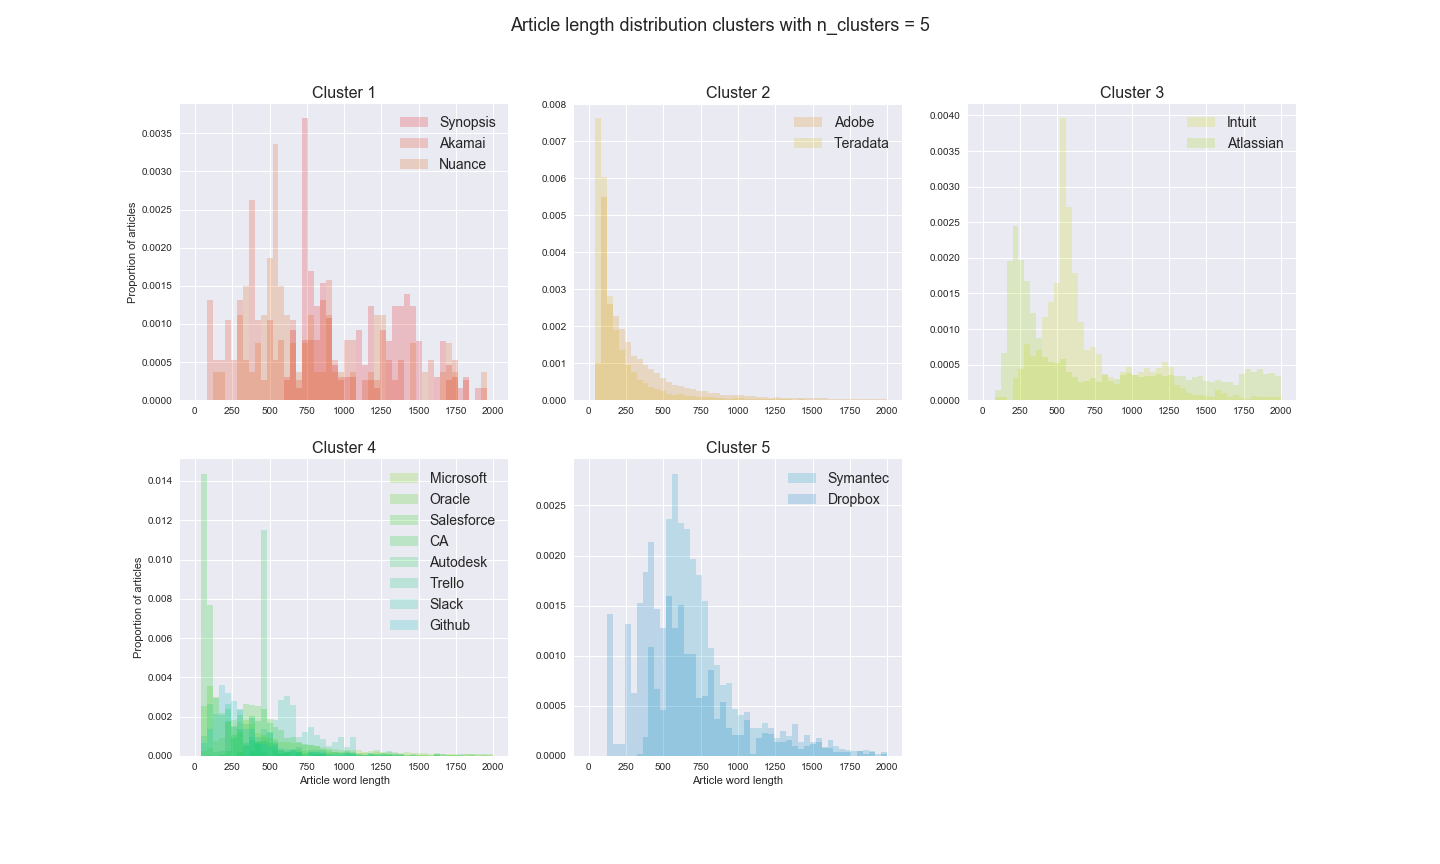 Article length distribution clusters with n_clusters = 5
Cluster 1
Synopsis
Akamai
Nuance
Proportion of articles
0.0035
0.0030
0.0025
0.0020
0.0015
0.0010
0.0005
0.0000
0 250 500 750 1000 1250 1500 1750 2000
Cluster 2
Adobe
Teradata
0.008
0.007
0.006
0.005
0.004
0.003
0.002
0.001
0.000
0 250 500 750 1000 1250 1500 1750 2000
Cluster 3
Intuit
Atlassian
0.0040
0.0035
0.0030
0.0025
0.0020
0.0015
0.0010
0.0005
0.0000
0 250 500 750 1000 1250 1500 1750 2000
Cluster 4
Microsoft
Oracle
Salesforce
CA
Autodesk
Trello
Slack
Github
Proportion of articles
0.014
0.012
0.010
0.008
0.006
0.004
0.002
0.000
0 250 500 750 1000 1250 1500 1750 2000
Article word length
Cluster 5
Symantec
Dropbox
0.0025
0.0020
0.0015
0.0010
0.0005
0.0000
0 250 500 750 1000 1250 1500 1750 2000
Article word length